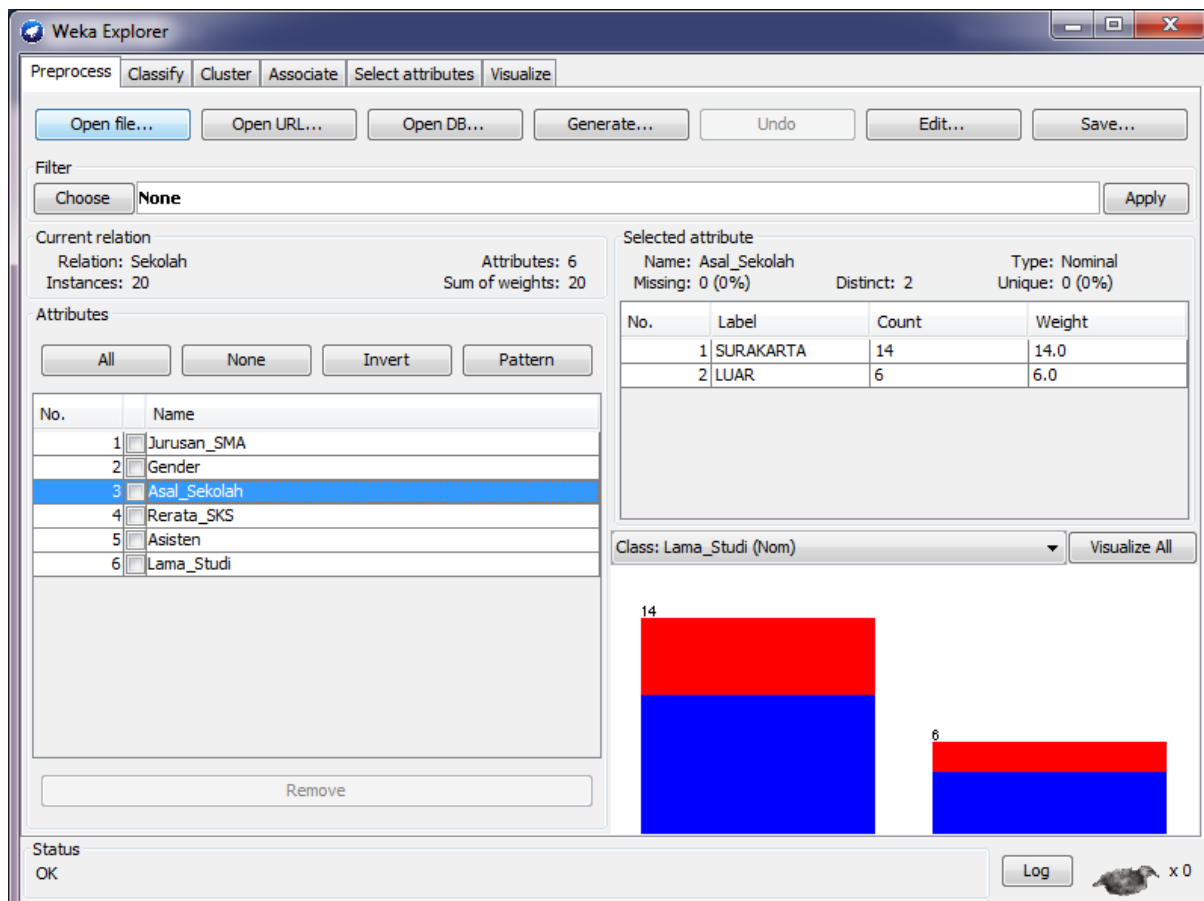 Weka Explorer
Preprocess Classify Cluster Associate Select attributes Visualize
Open file... Open URL... Open DB... Generate... Undo Edit... Save...
Filter
Choose None Apply
Current relation
Relation: Sekolah Attributes: 6
Instances: 20 Sum of weights: 20
Attributes
All None Invert Pattern
No. Name
1 Jurusan_SMA
2 Gender
3 Asal_Sekolah
4 Rerata_SKS
5 Asisten
6 Lama_Studi
Remove
Selected attribute
Name: Asal_Sekolah Type: Nominal
Missing: 0 (0%) Distinct: 2 Unique: 0 (0%)
No. Label Count Weight
1 SURAKARTA 14 14.0
2 LUAR 6 6.0
Class: Lama_Studi (Nom) Visualize All
14
6
Status
OK
Log x 0